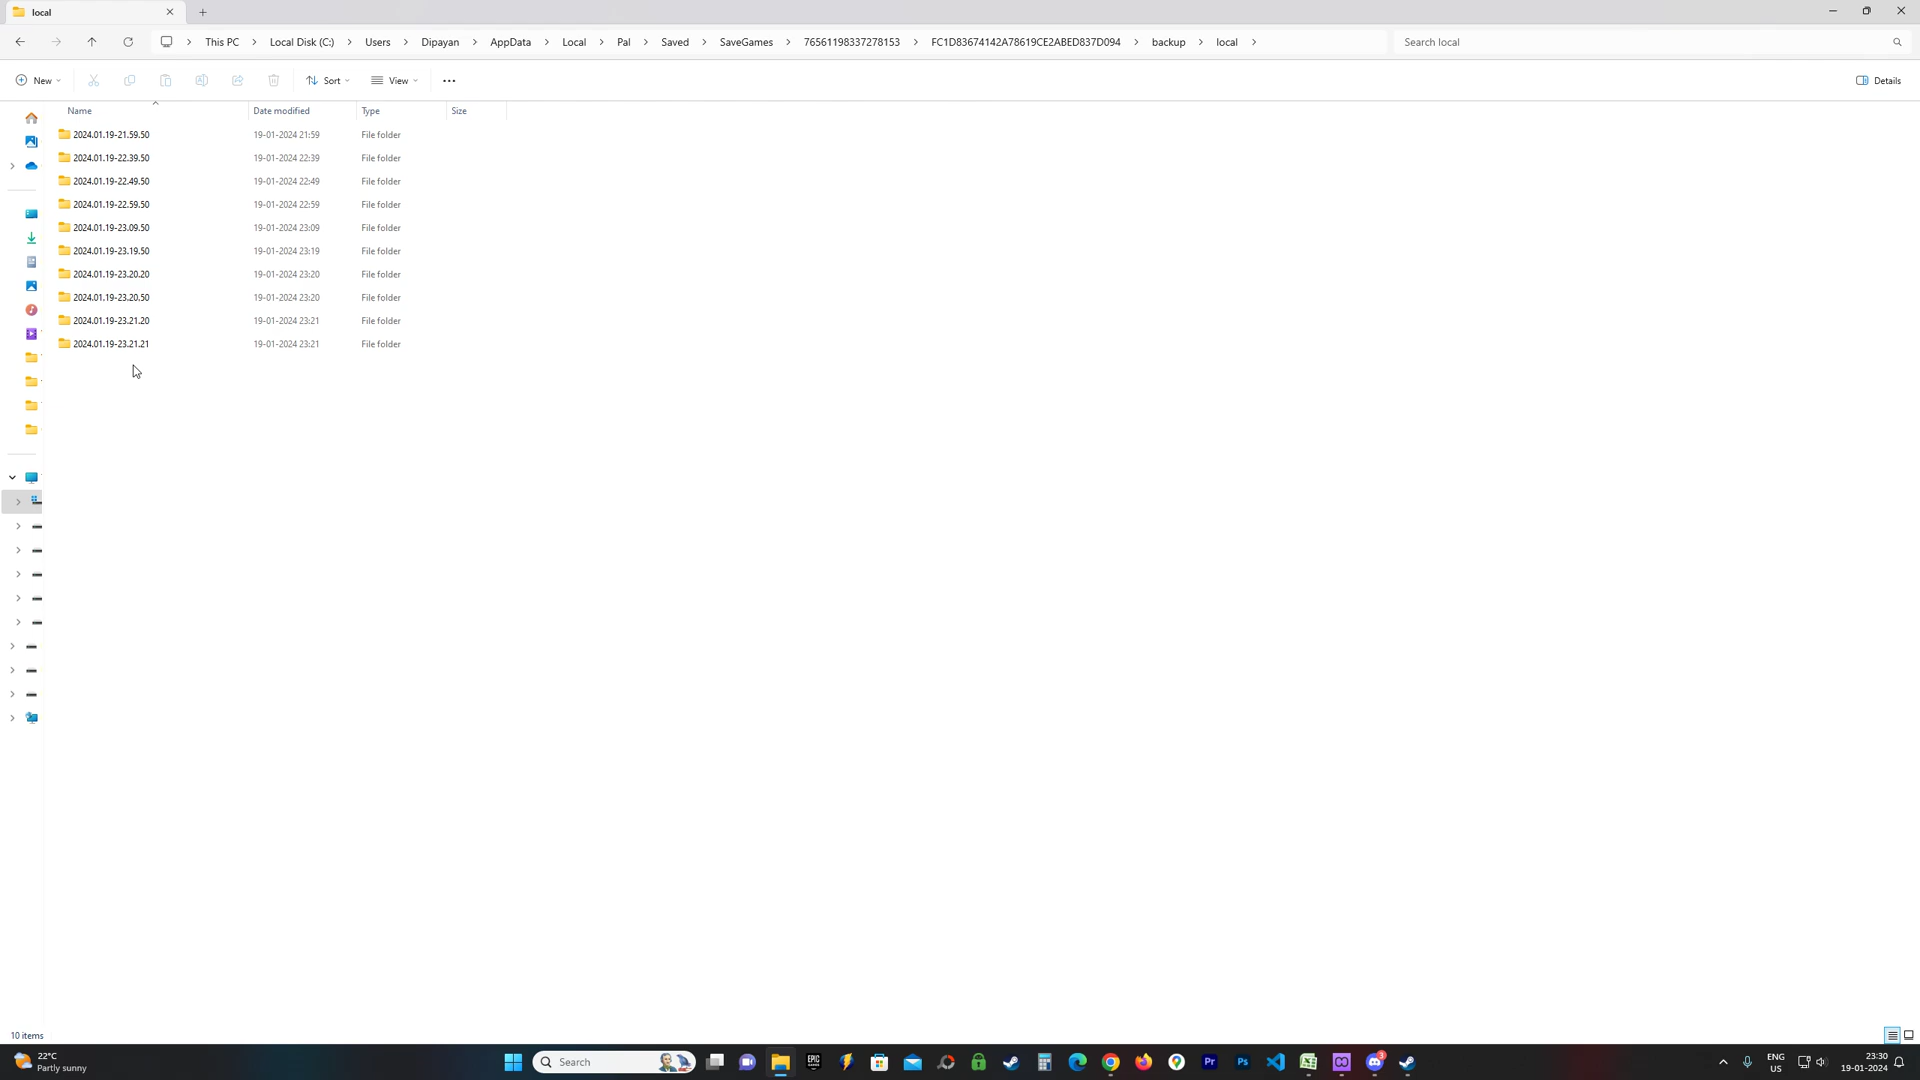 local
This PC > Local Disk (C:) > Users > Dipayan > AppData > Local > Pal > Saved > SaveGames > 76561198337278153 > FC1D83674142A78619CE2ABED837D094 > backup > local >
Search local
New
Sort
View
Details
Name Date modified Type Size
2024.01.19-21.59.50 19-01-2024 21:59 File folder
2024.01.19-22.39.50 19-01-2024 22:39 File folder
2024.01.19-22.49.50 19-01-2024 22:49 File folder
2024.01.19-22.59.50 19-01-2024 22:59 File folder
2024.01.19-23.09.50 19-01-2024 23:09 File folder
2024.01.19-23.19.50 19-01-2024 23:19 File folder
2024.01.19-23.20.20 19-01-2024 23:20 File folder
2024.01.19-23.20.50 19-01-2024 23:20 File folder
2024.01.19-23.21.20 19-01-2024 23:21 File folder
2024.01.19-23.21.21 19-01-2024 23:21 File folder
10 items
22°C
Partly sunny
Search
EPIC GAMES
Pr
Ps
3
ENG
US
23:30
19-01-2024